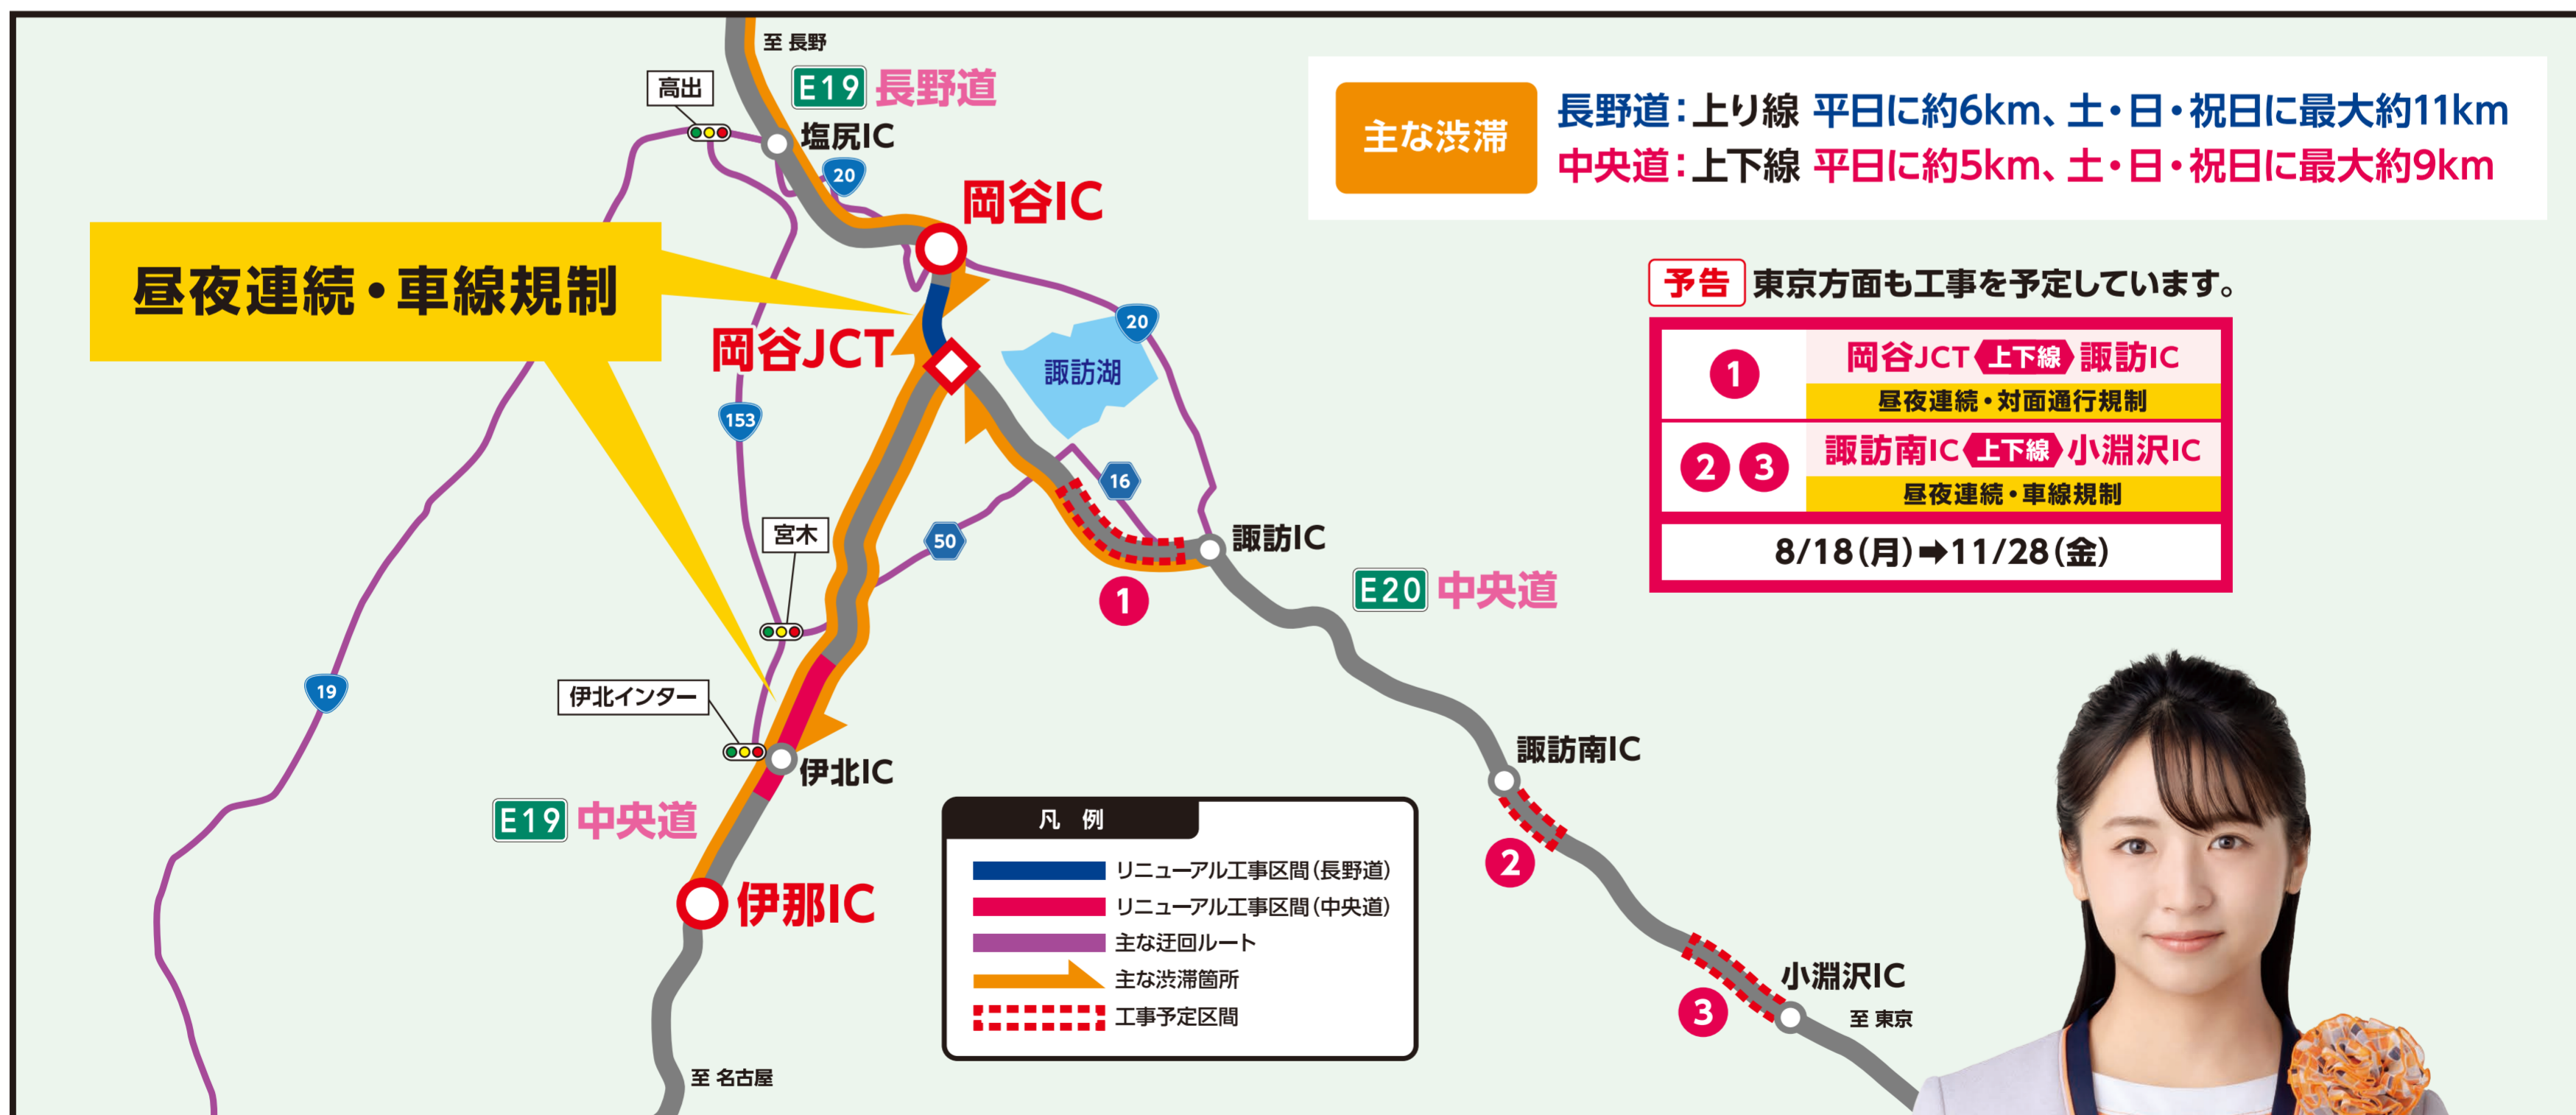 至 長野
E19 長野道
高出
塩尻IC
20
岡谷IC
主な渋滞
長野道：上り線 平日に約6km、土・日・祝日に最大約11km
中央道：上下線 平日に約5km、土・日・祝日に最大約9km
昼夜連続・車線規制
岡谷JCT
諏訪湖
20
153
16
50
宮木
諏訪IC
1
E20 中央道
予告 東京方面も工事を予定しています。
1 岡谷JCT 上下線 諏訪IC
昼夜連続・対面通行規制
2 3 諏訪南IC 上下線 小淵沢IC
昼夜連続・車線規制
8/18(月)➡11/28(金)
19
伊北インター
伊北IC
E19 中央道
伊那IC
至 名古屋
諏訪南IC
2
3
小淵沢IC
至 東京
凡 例
リニューアル工事区間(長野道)
リニューアル工事区間(中央道)
主な迂回ルート
主な渋滞箇所
工事予定区間